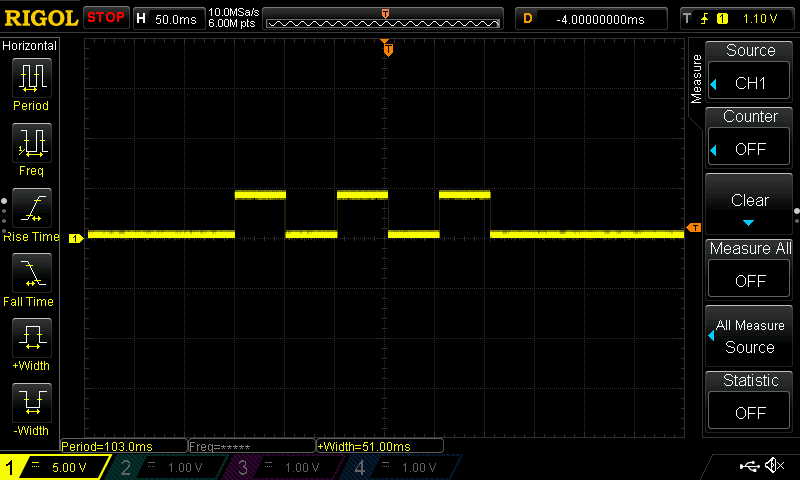 RIGOL STOP H 50.0ms 10.0MSa/s 6.00M pts D -4.00000000ms T 1 1.10 V
Horizontal
Period
Freq
Rise Time
Fall Time
+Width
-Width
T
1
T
Measure
Source
CH1
Counter
OFF
Clear
Measure All
OFF
All Measure
Source
Statistic
OFF
Period=103.0ms Freq=***** +Width=51.00ms
1 5.00 V 2 1.00 V 3 1.00 V 4 1.00 V